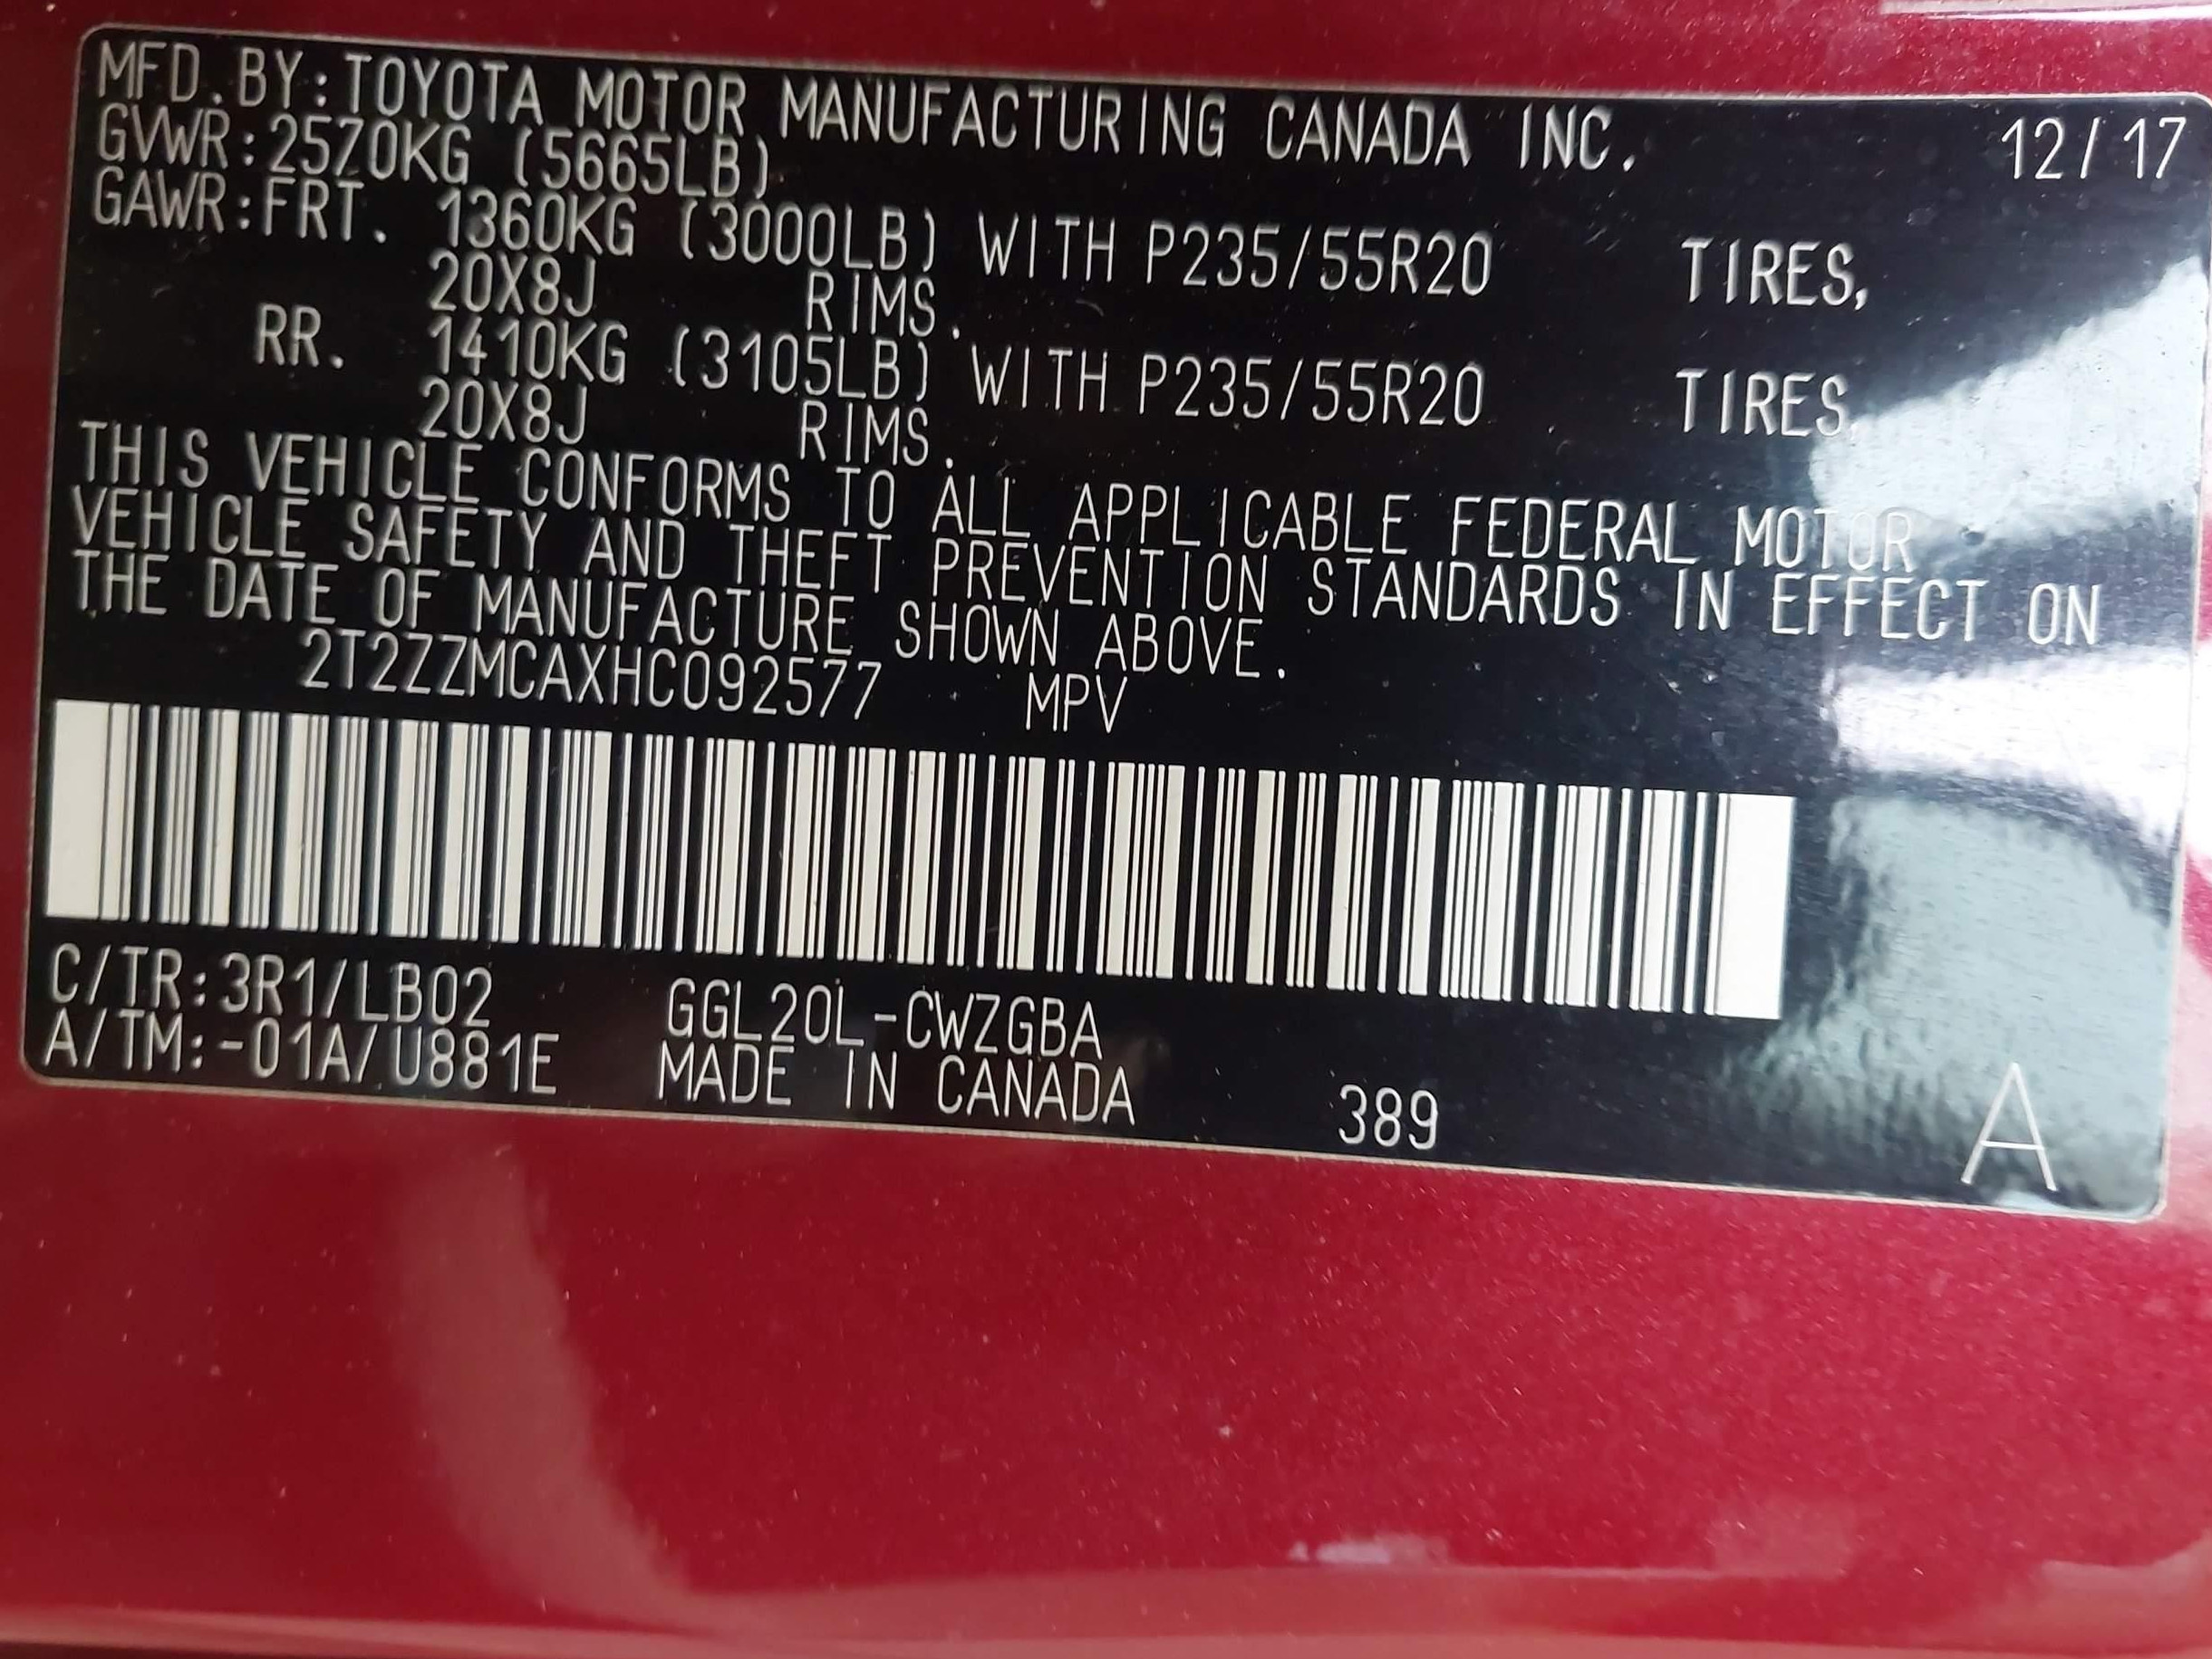 MFD.BY:TOYOTA MOTOR MANUFACTURING CANADA INC. 12/17
GVWR:2570KG (5665LB)
GAWR:FRT. 1360KG (3000LB) WITH P235/55R20 TIRES,
20X8J RIMS.
RR. 1410KG (3105LB) WITH P235/55R20 TIRES,
20X8J RIMS.
THIS VEHICLE CONFORMS TO ALL APPLICABLE FEDERAL MOTOR
VEHICLE SAFETY AND THEFT PREVENTION STANDARDS IN EFFECT ON
THE DATE OF MANUFACTURE SHOWN ABOVE.
2T2ZZMCAXHC092577 MPV
C/TR:3R1/LB02 GGL20L-CWZGBA
A/TM:-01A/U881E MADE IN CANADA 389 A